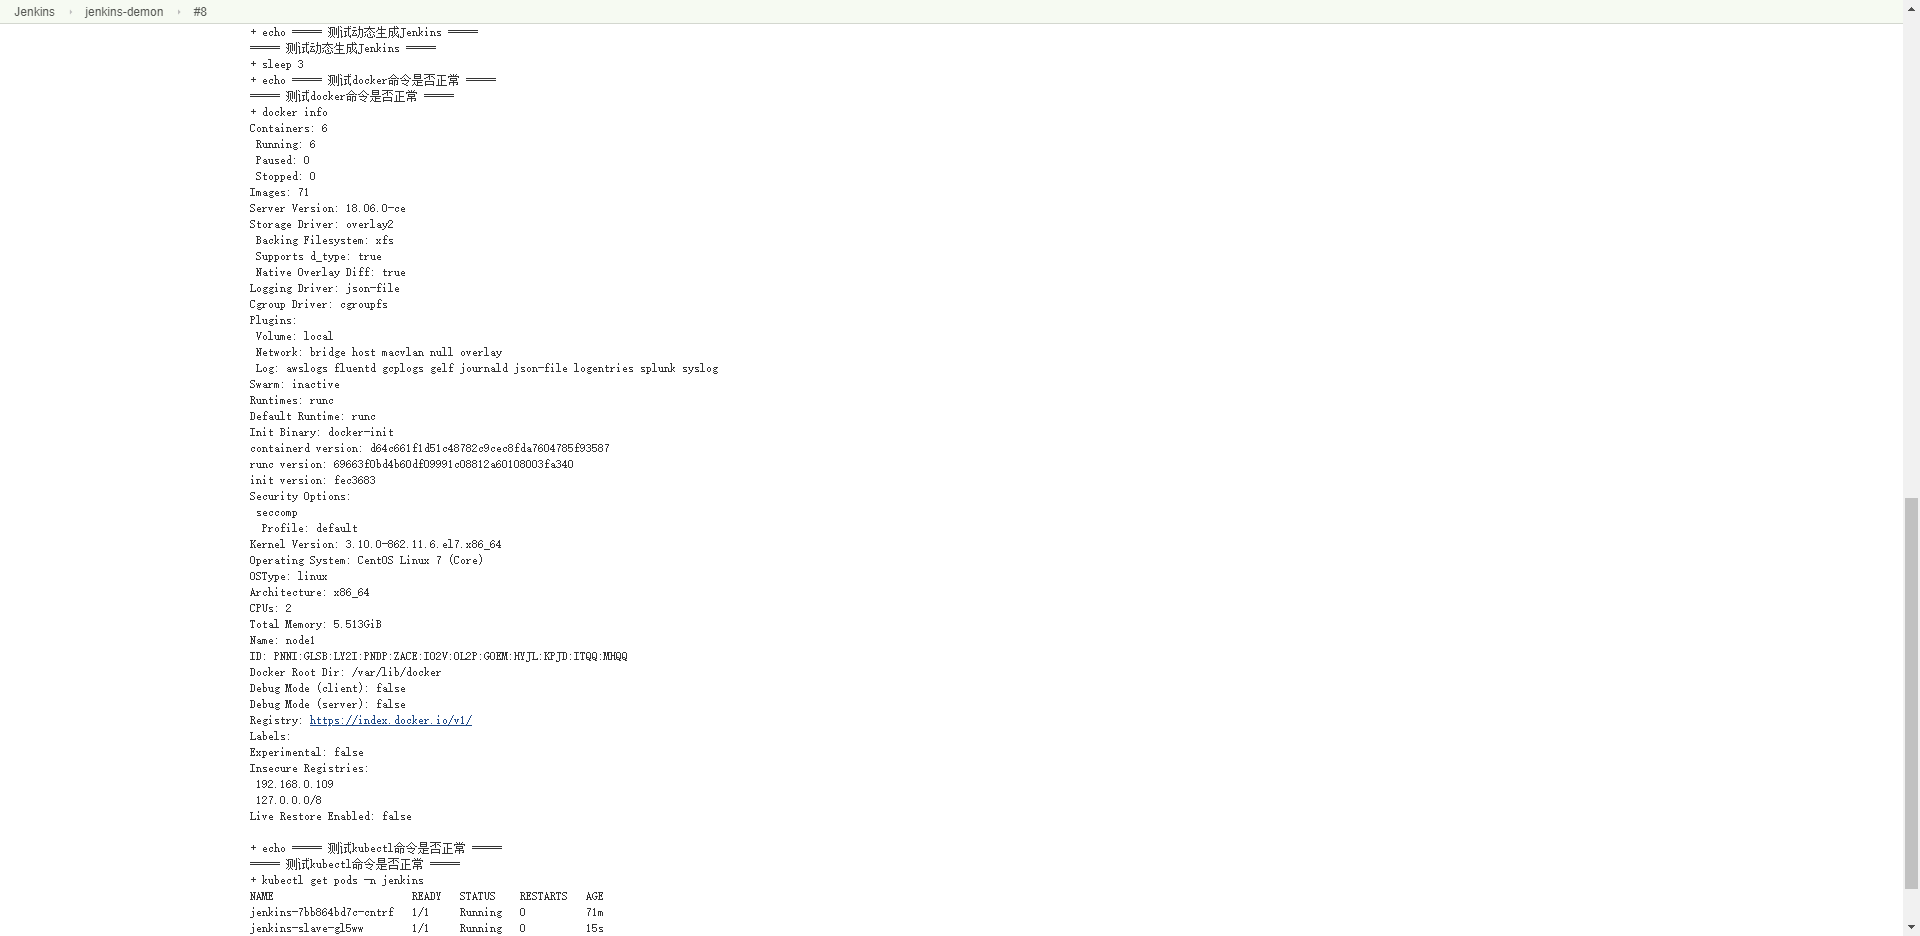 Jenkins › jenkins-demon › #8
+ echo ===== 测试动态生成Jenkins =====
===== 测试动态生成Jenkins =====
+ sleep 3
+ echo ===== 测试docker命令是否正常 =====
===== 测试docker命令是否正常 =====
+ docker info
Containers: 6
 Running: 6
 Paused: 0
 Stopped: 0
Images: 71
Server Version: 18.06.0-ce
Storage Driver: overlay2
 Backing Filesystem: xfs
 Supports d_type: true
 Native Overlay Diff: true
Logging Driver: json-file
Cgroup Driver: cgroupfs
Plugins:
 Volume: local
 Network: bridge host macvlan null overlay
 Log: awslogs fluentd gcplogs gelf journald json-file logentries splunk syslog
Swarm: inactive
Runtimes: runc
Default Runtime: runc
Init Binary: docker-init
containerd version: d64c661f1d51c48782c9cec8fda7604785f93587
runc version: 69663f0bd4b60df09991c08812a60108003fa340
init version: fec3683
Security Options:
 seccomp
  Profile: default
Kernel Version: 3.10.0-862.11.6.el7.x86_64
Operating System: CentOS Linux 7 (Core)
OSType: linux
Architecture: x86_64
CPUs: 2
Total Memory: 5.513GiB
Name: node1
ID: PNNI:GLSB:LY2I:PNDP:ZACE:IO2V:OL2P:GOEM:HYJL:KPJD:ITQQ:MHQQ
Docker Root Dir: /var/lib/docker
Debug Mode (client): false
Debug Mode (server): false
Registry: https://index.docker.io/v1/
Labels:
Experimental: false
Insecure Registries:
 192.168.0.109
 127.0.0.0/8
Live Restore Enabled: false
+ echo ===== 测试kubectl命令是否正常 =====
===== 测试kubectl命令是否正常 =====
+ kubectl get pods -n jenkins
NAME READY STATUS RESTARTS AGE
jenkins-7bb864bd7c-cntrf 1/1 Running 0 71m
jenkins-slave-gl5ww 1/1 Running 0 15s